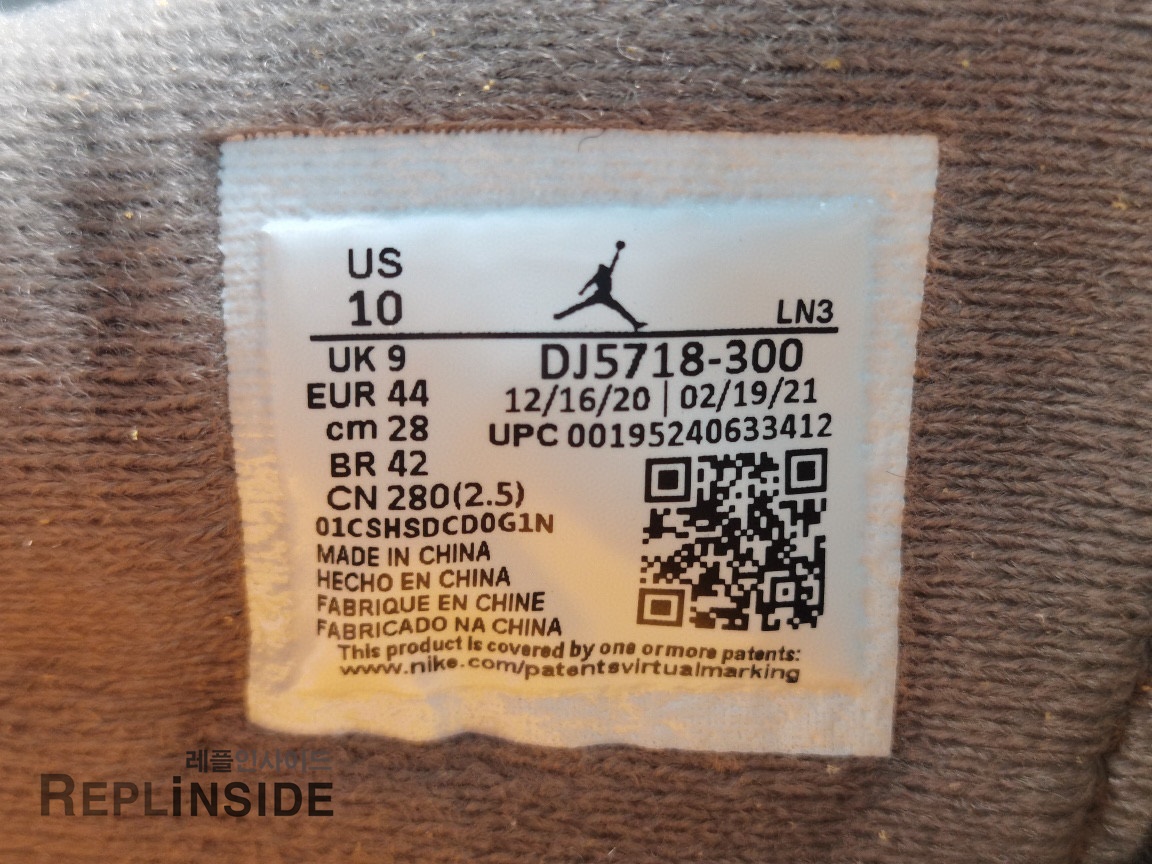 US
10
LN3
UK 9
DJ5718-300
EUR 44
12/16/20 | 02/19/21
cm 28
UPC 00195240633412
BR 42
CN 280(2.5)
01CSHSDCD0G1N
MADE IN CHINA
HECHO EN CHINA
FABRIQUE EN CHINE
FABRICADO NA CHINA
This product is covered by one or more patents:
www.nike.com/patentsvirtualmarking
레플인사이드
REPLiNSIDE